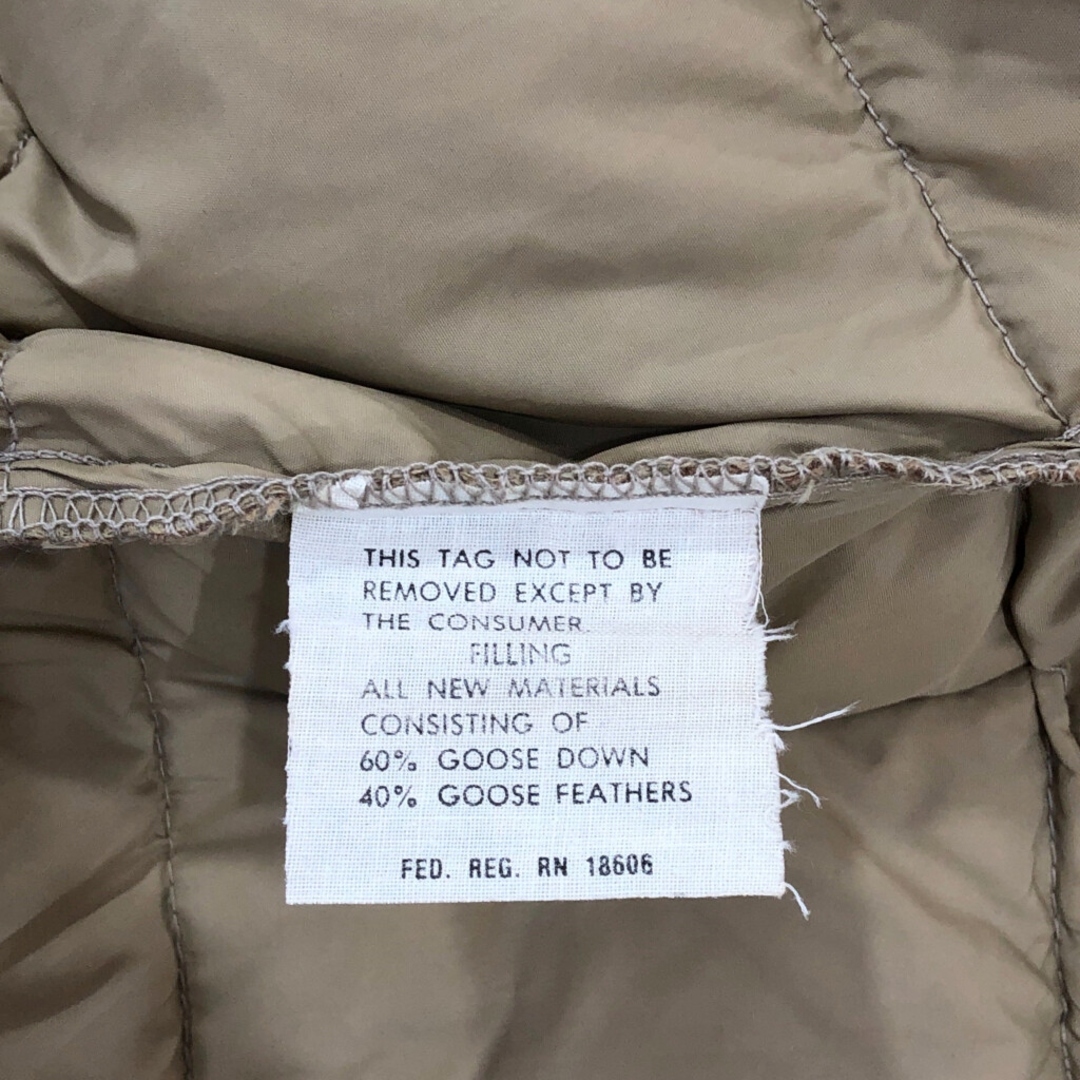 THIS TAG NOT TO BE
REMOVED EXCEPT BY
THE CONSUMER.
FILLING
ALL NEW MATERIALS
CONSISTING OF
60% GOOSE DOWN
40% GOOSE FEATHERS
FED. REG. RN 18606